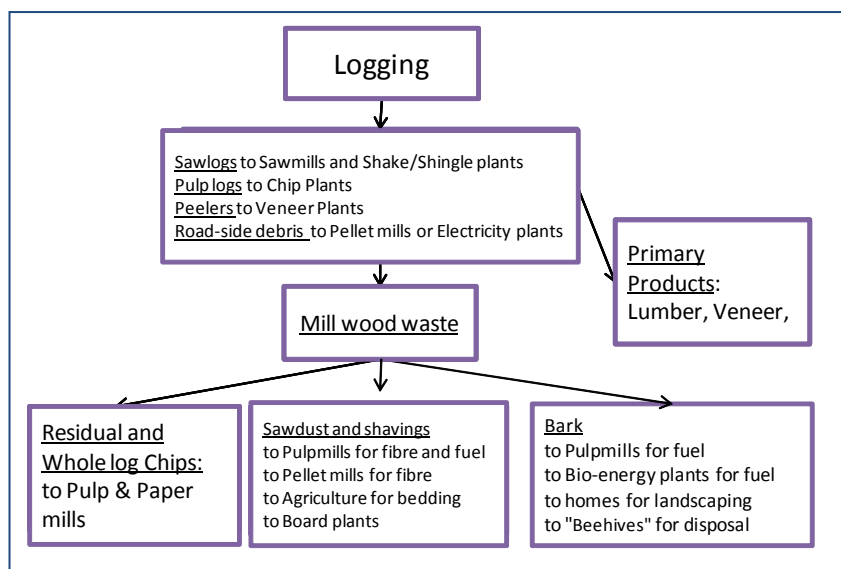 Logging
Sawlogs to Sawmills and Shake/Shingle plants
Pulp logs to Chip Plants
Peelers to Veneer Plants
Road-side debris to Pellet mills or Electricity plants
Primary
Products:
Lumber, Veneer,
Mill wood waste
Residual and
Whole log Chips:
to Pulp & Paper
mills
Sawdust and shavings
to Pulpmills for fibre and fuel
to Pellet mills for fibre
to Agriculture for bedding
to Board plants
Bark
to Pulpmills for fuel
to Bio-energy plants for fuel
to homes for landscaping
to "Beehives" for disposal